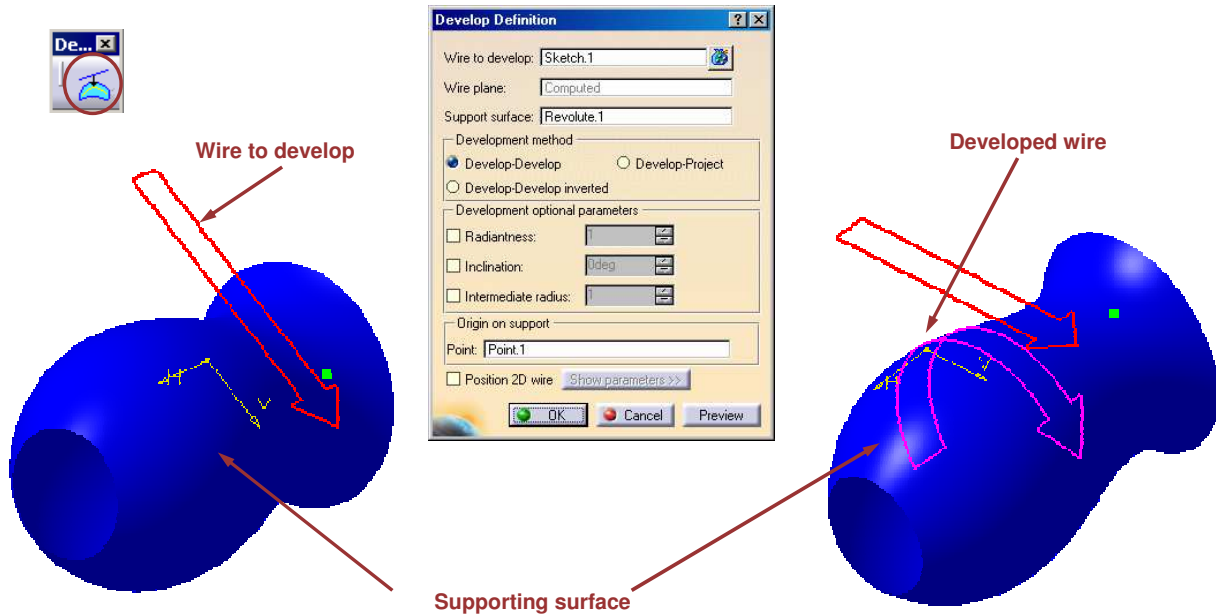 De...
Develop Definition
Wire to develop: Sketch.1
Wire plane: Computed
Support surface: Revolute.1
Development method
Develop-Develop Develop-Project
Develop-Develop inverted
Development optional parameters
Radiantness: 1
Inclination: 0deg
Intermediate radius: 1
Origin on support
Point: Point.1
Position 2D wire Show parameters >>
OK Cancel Preview
Wire to develop
H
V
Developed wire
H
V
Supporting surface